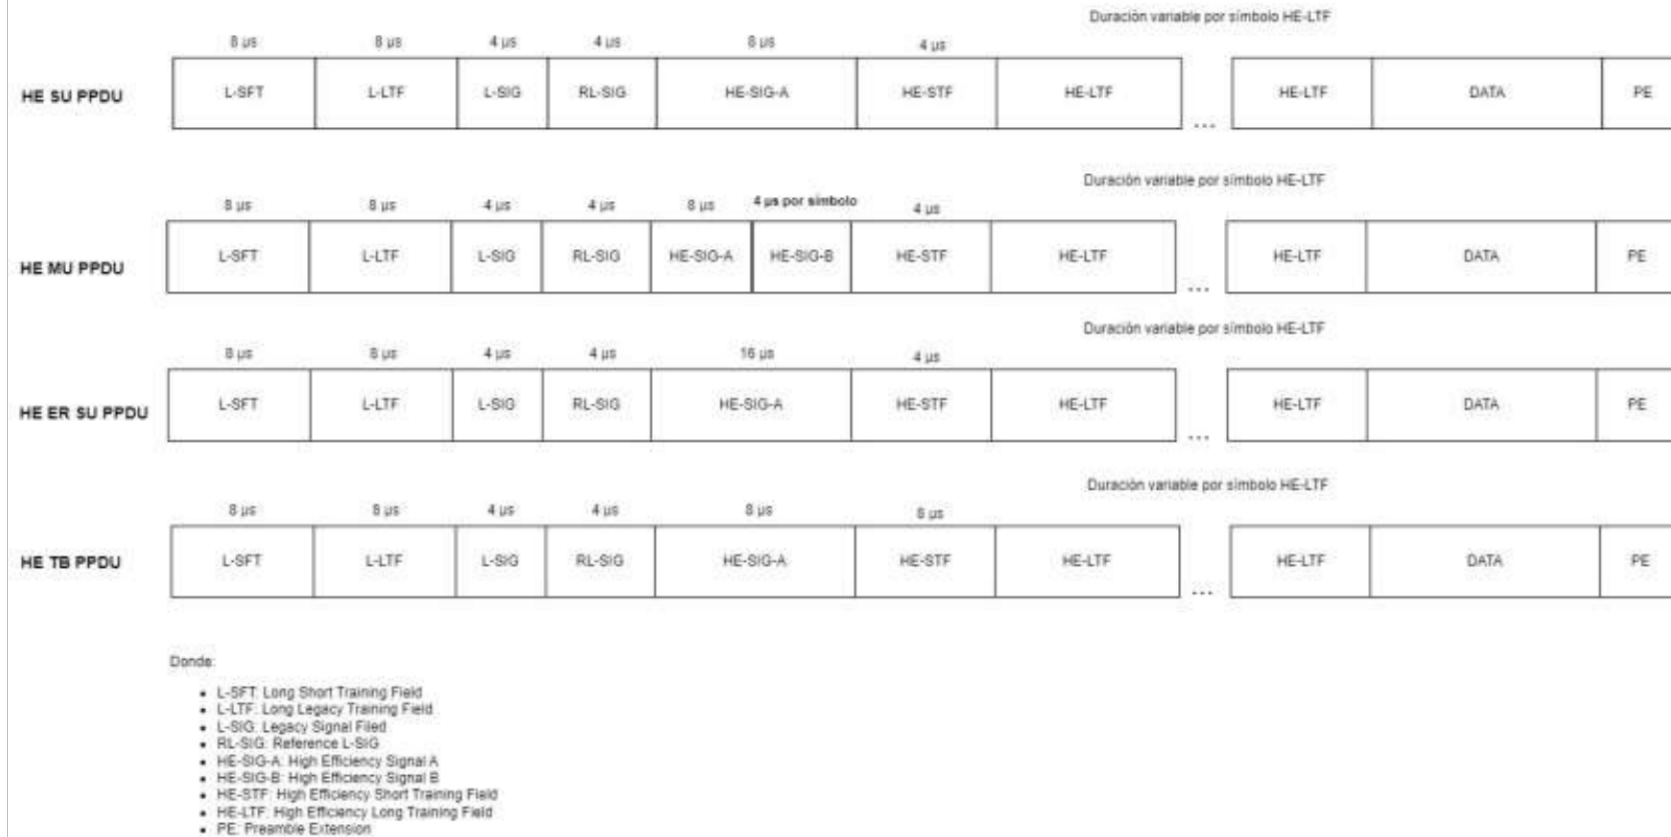 Duración variable por símbolo HE-LTF
8 µs 8 µs 4 µs 4 µs 8 µs 4 µs
HE SU PPDU L-SFT L-LTF L-SIG RL-SIG HE-SIG-A HE-STF HE-LTF ... HE-LTF DATA PE
Duración variable por símbolo HE-LTF
8 µs 8 µs 4 µs 4 µs 8 µs 4 µs por símbolo 4 µs
HE MU PPDU L-SFT L-LTF L-SIG RL-SIG HE-SIG-A HE-SIG-B HE-STF HE-LTF ... HE-LTF DATA PE
Duración variable por símbolo HE-LTF
8 µs 8 µs 4 µs 4 µs 16 µs 4 µs
HE ER SU PPDU L-SFT L-LTF L-SIG RL-SIG HE-SIG-A HE-STF HE-LTF ... HE-LTF DATA PE
Duración variable por símbolo HE-LTF
8 µs 8 µs 4 µs 4 µs 8 µs 8 µs
HE TB PPDU L-SFT L-LTF L-SIG RL-SIG HE-SIG-A HE-STF HE-LTF ... HE-LTF DATA PE
Donde:
• L-SFT: Long Short Training Field
• L-LTF: Long Legacy Training Field
• L-SIG: Legacy Signal Filed
• RL-SIG: Reference L-SIG
• HE-SIG-A: High Efficiency Signal A
• HE-SIG-B: High Efficiency Signal B
• HE-STF: High Efficiency Short Training Field
• HE-LTF: High Efficiency Long Training Field
• PE: Preamble Extension